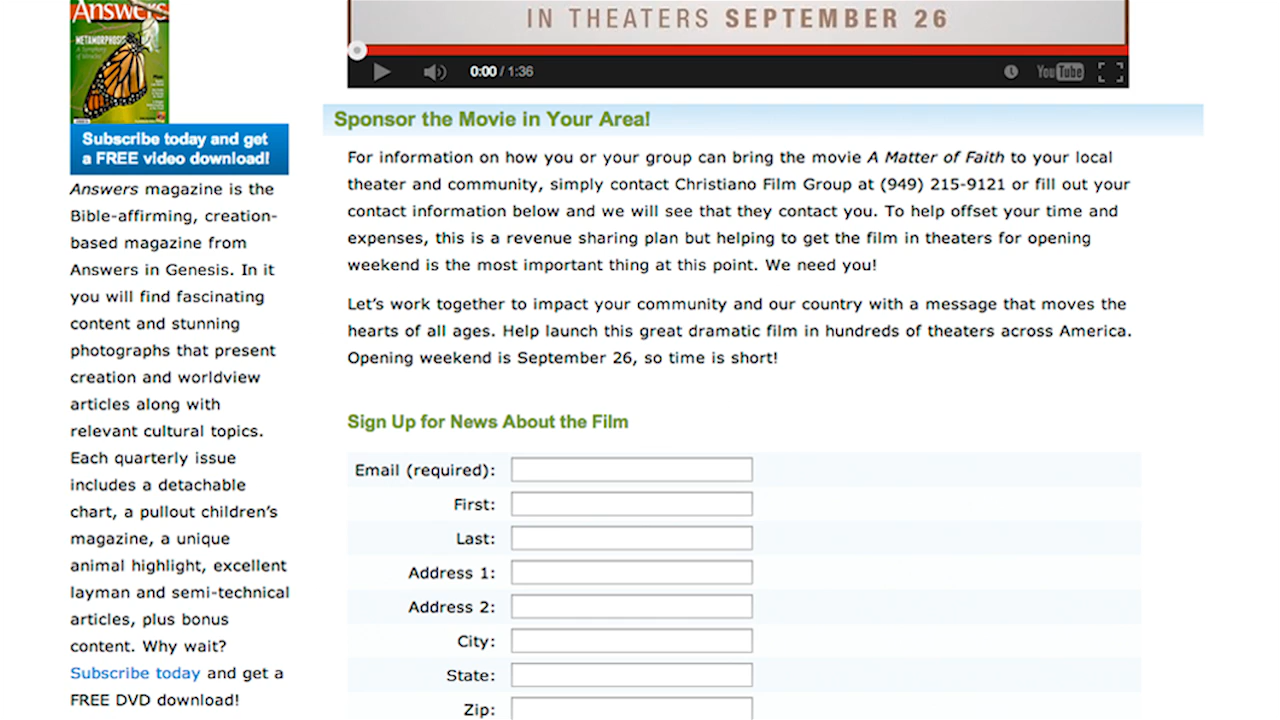 Answers
METAMORPHOSIS
Subscribe today and get
a FREE video download!
Answers magazine is the
Bible-affirming, creation-
based magazine from
Answers in Genesis. In it
you will find fascinating
content and stunning
photographs that present
creation and worldview
articles along with
relevant cultural topics.
Each quarterly issue
includes a detachable
chart, a pullout children’s
magazine, a unique
animal highlight, excellent
layman and semi-technical
articles, plus bonus
content. Why wait?
Subscribe today and get a
FREE DVD download!
IN THEATERS SEPTEMBER 26
0:00 / 1:36
YouTube
Sponsor the Movie in Your Area!
For information on how you or your group can bring the movie A Matter of Faith to your local
theater and community, simply contact Christiano Film Group at (949) 215-9121 or fill out your
contact information below and we will see that they contact you. To help offset your time and
expenses, this is a revenue sharing plan but helping to get the film in theaters for opening
weekend is the most important thing at this point. We need you!
Let’s work together to impact your community and our country with a message that moves the
hearts of all ages. Help launch this great dramatic film in hundreds of theaters across America.
Opening weekend is September 26, so time is short!
Sign Up for News About the Film
Email (required):
First:
Last:
Address 1:
Address 2:
City:
State:
Zip: